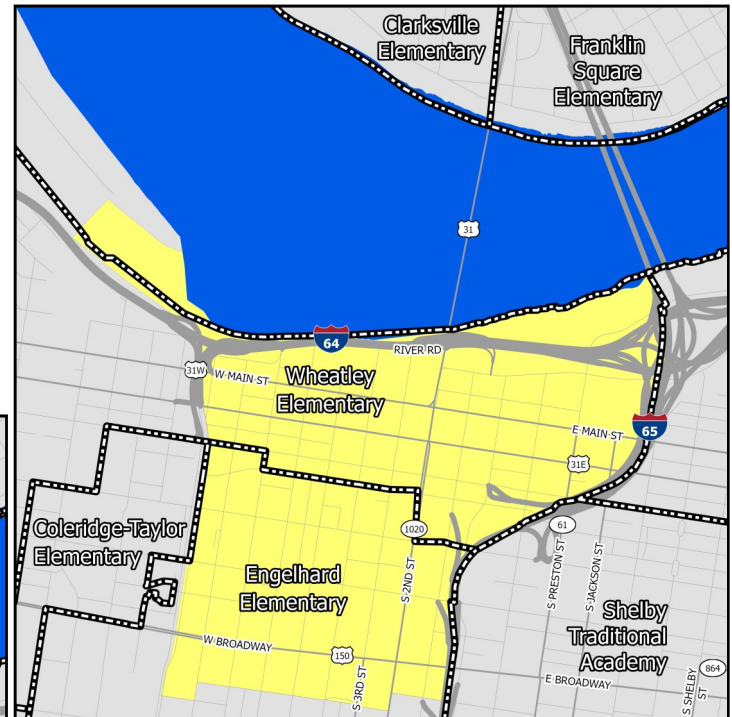 Clarksville
Elementary
Franklin
Square
Elementary
31
64
RIVER RD
31W
W MAIN ST
Wheatley
Elementary
E MAIN ST
65
31E
Coleridge-Taylor
Elementary
1020
61
Engelhard
Elementary
S 2ND ST
S PRESTON ST
S JACKSON ST
Shelby
Traditional
Academy
W BROADWAY
150
S 3RD ST
E BROADWAY
864
S SHELBY
ST